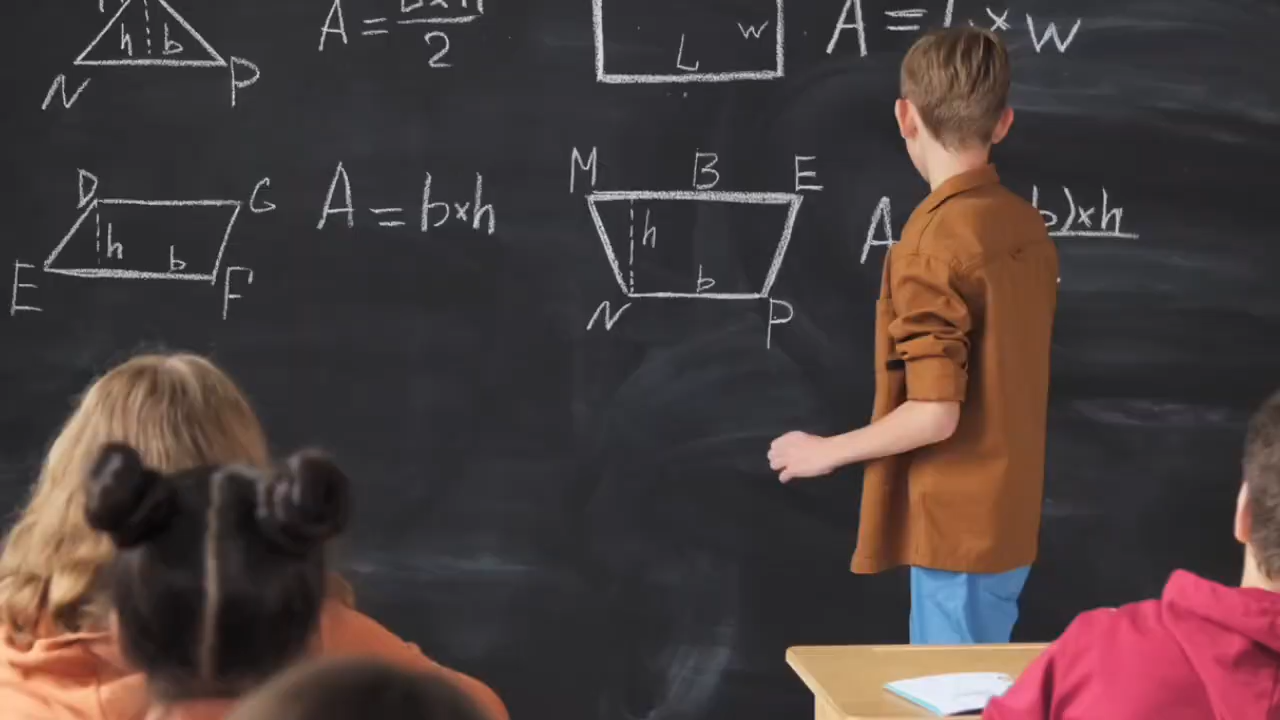 h b
N P
A = b×h
2
L w
A = L × w
D G
h b
E F
A = b×h
M B E
h
b
N P
A b)×h